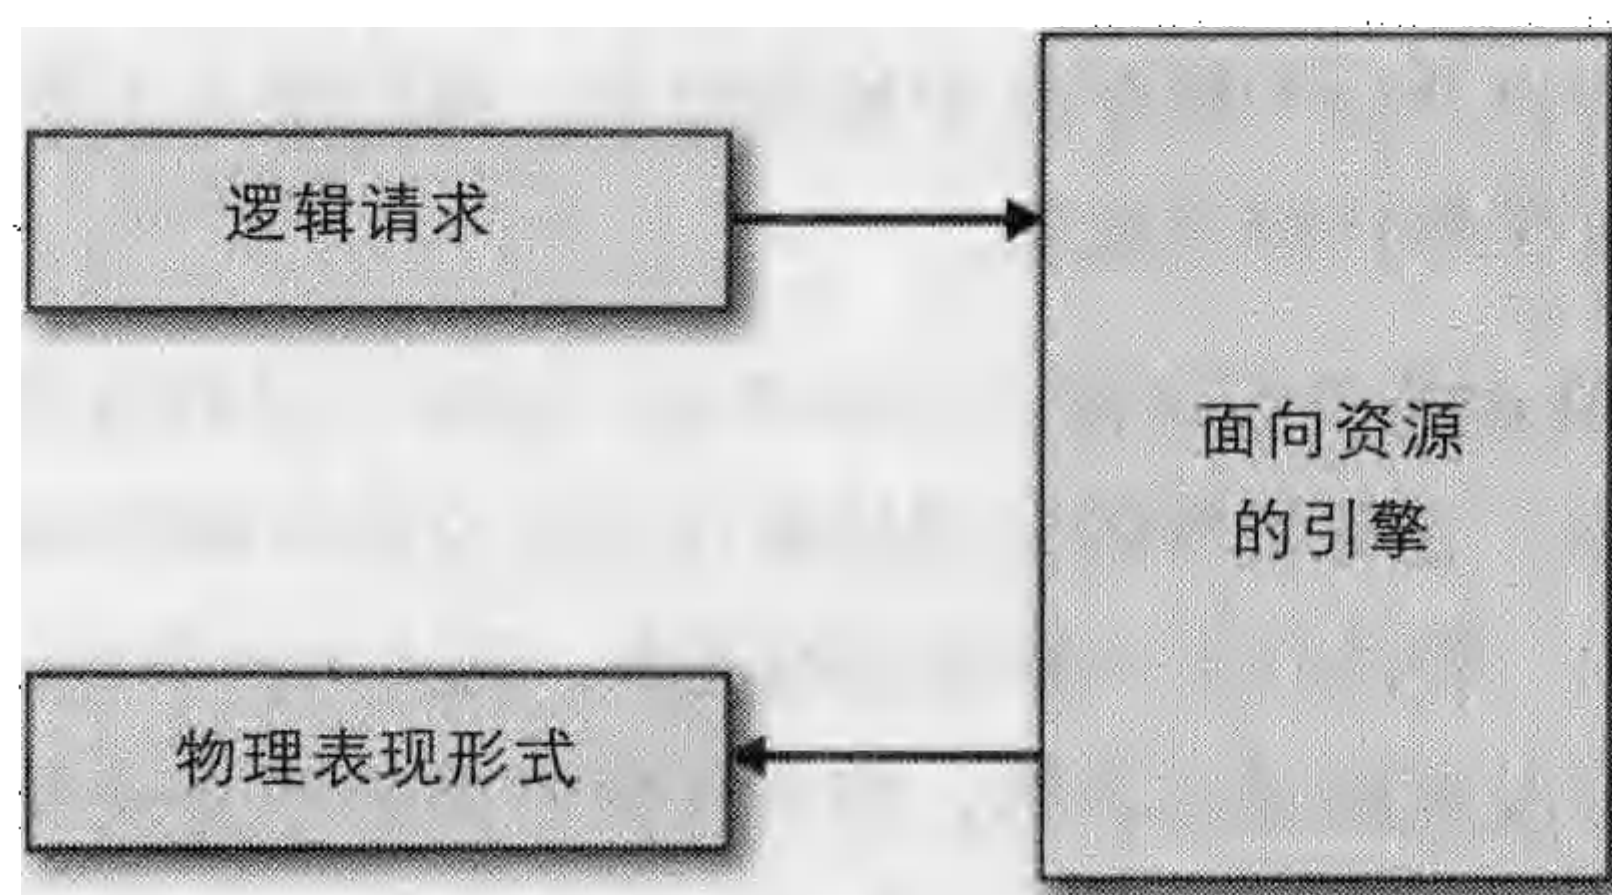 逻辑请求
面向资源
的引擎
物理表现形式